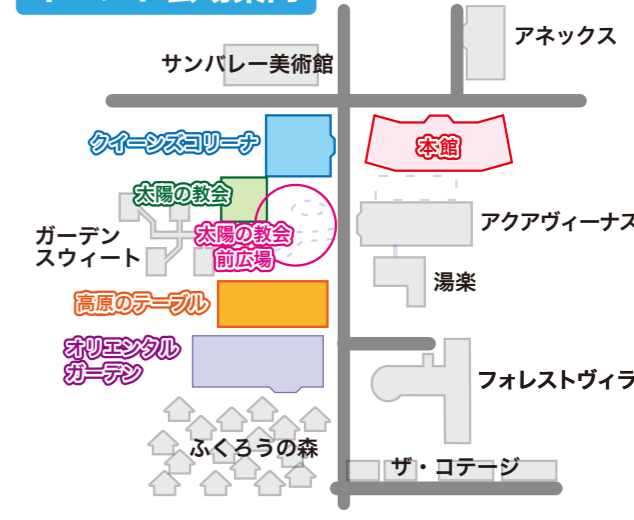 アネックス
サンバレー美術館
クイーンズコリーナ
本館
太陽の教会
ガーデン
スウィート
太陽の教会
前広場
アクアヴィーナス
湯楽
高原のテーブル
オリエンタル
ガーデン
フォレストヴィラ
ふくろうの森
ザ・コテージ